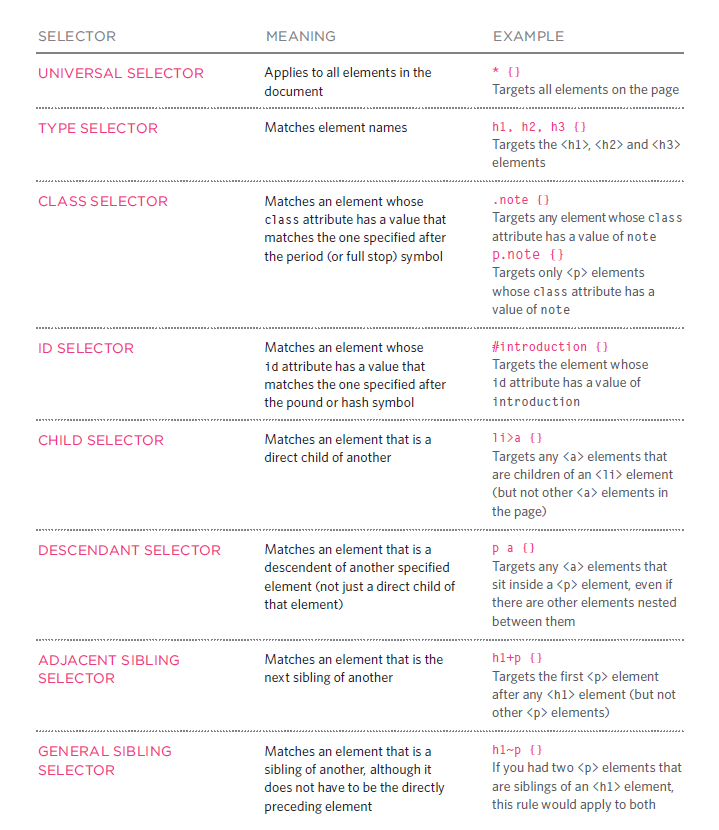 SELECTOR MEANING EXAMPLE
UNIVERSAL SELECTOR
Applies to all elements in the
document
* {}
Targets all elements on the page
TYPE SELECTOR
Matches element names
h1, h2, h3 {}
Targets the <h1>, <h2> and <h3>
elements
CLASS SELECTOR
Matches an element whose
class attribute has a value that
matches the one specified after
the period (or full stop) symbol
.note {}
Targets any element whose class
attribute has a value of note
p.note {}
Targets only <p> elements
whose class attribute has a
value of note
ID SELECTOR
Matches an element whose
id attribute has a value that
matches the one specified after
the pound or hash symbol
#introduction {}
Targets the element whose
id attribute has a value of
introduction
CHILD SELECTOR
Matches an element that is a
direct child of another
li>a {}
Targets any <a> elements that
are children of an <li> element
(but not other <a> elements in
the page)
DESCENDANT SELECTOR
Matches an element that is a
descendent of another specified
element (not just a direct child of
that element)
p a {}
Targets any <a> elements that
sit inside a <p> element, even if
there are other elements nested
between them
ADJACENT SIBLING
SELECTOR
Matches an element that is the
next sibling of another
h1+p {}
Targets the first <p> element
after any <h1> element (but not
other <p> elements)
GENERAL SIBLING
SELECTOR
Matches an element that is a
sibling of another, although it
does not have to be the directly
preceding element
h1~p {}
If you had two <p> elements that
are siblings of an <h1> element,
this rule would apply to both